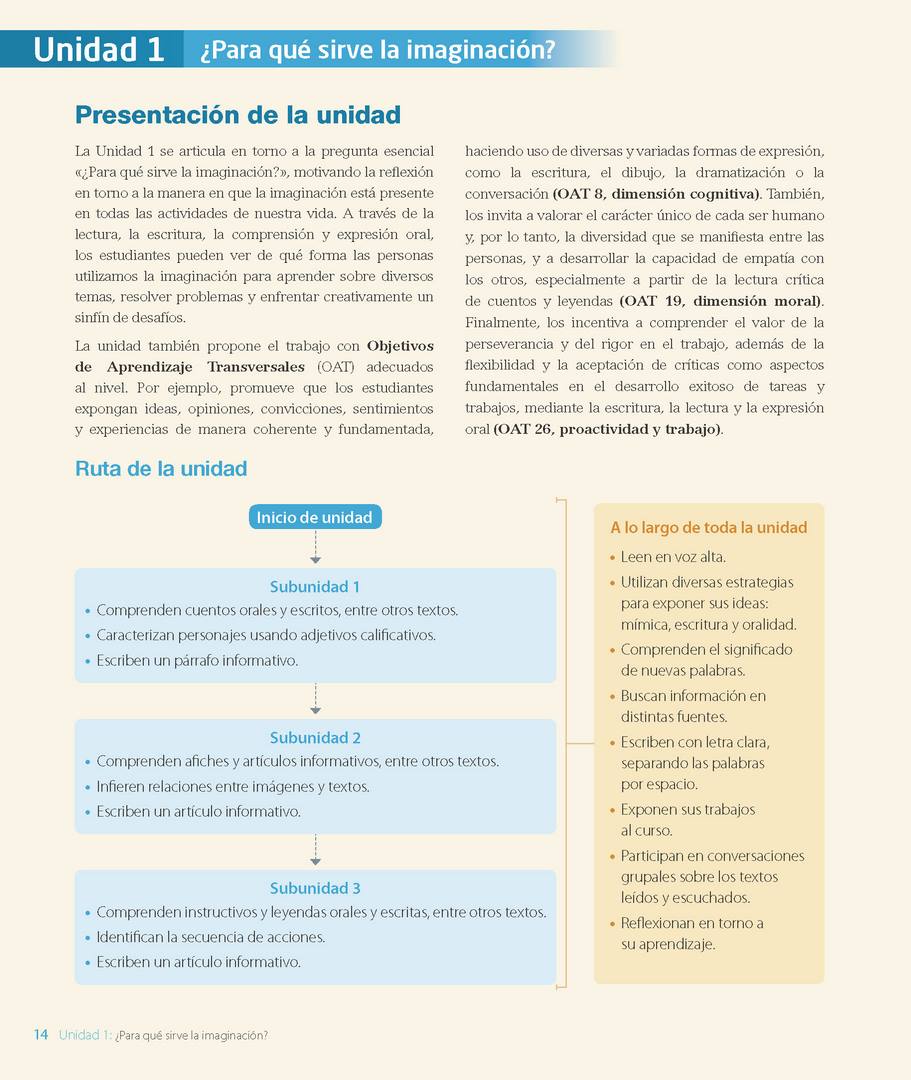 Unidad 1 ¿Para qué sirve la imaginación?
Presentación de la unidad
La Unidad 1 se articula en torno a la pregunta esencial
«¿Para qué sirve la imaginación?», motivando la reflexión
en torno a la manera en que la imaginación está presente
en todas las actividades de nuestra vida. A través de la
lectura, la escritura, la comprensión y expresión oral,
los estudiantes pueden ver de qué forma las personas
utilizamos la imaginación para aprender sobre diversos
temas, resolver problemas y enfrentar creativamente un
sinfín de desafíos.
La unidad también propone el trabajo con Objetivos
de Aprendizaje Transversales (OAT) adecuados
al nivel. Por ejemplo, promueve que los estudiantes
expongan ideas, opiniones, convicciones, sentimientos
y experiencias de manera coherente y fundamentada,
haciendo uso de diversas y variadas formas de expresión,
como la escritura, el dibujo, la dramatización o la
conversación (OAT 8, dimensión cognitiva). También,
los invita a valorar el carácter único de cada ser humano
y, por lo tanto, la diversidad que se manifiesta entre las
personas, y a desarrollar la capacidad de empatía con
los otros, especialmente a partir de la lectura crítica
de cuentos y leyendas (OAT 19, dimensión moral).
Finalmente, los incentiva a comprender el valor de la
perseverancia y del rigor en el trabajo, además de la
flexibilidad y la aceptación de críticas como aspectos
fundamentales en el desarrollo exitoso de tareas y
trabajos, mediante la escritura, la lectura y la expresión
oral (OAT 26, proactividad y trabajo).
Ruta de la unidad
Inicio de unidad
Subunidad 1
• Comprenden cuentos orales y escritos, entre otros textos.
• Caracterizan personajes usando adjetivos calificativos.
• Escriben un párrafo informativo.
Subunidad 2
• Comprenden afiches y artículos informativos, entre otros textos.
• Infieren relaciones entre imágenes y textos.
• Escriben un artículo informativo.
Subunidad 3
• Comprenden instructivos y leyendas orales y escritas, entre otros textos.
• Identifican la secuencia de acciones.
• Escriben un artículo informativo.
A lo largo de toda la unidad
• Leen en voz alta.
• Utilizan diversas estrategias
para exponer sus ideas:
mímica, escritura y oralidad.
• Comprenden el significado
de nuevas palabras.
• Buscan información en
distintas fuentes.
• Escriben con letra clara,
separando las palabras
por espacio.
• Exponen sus trabajos
al curso.
• Participan en conversaciones
grupales sobre los textos
leídos y escuchados.
• Reflexionan en torno a
su aprendizaje.
14 Unidad 1: ¿Para qué sirve la imaginación?